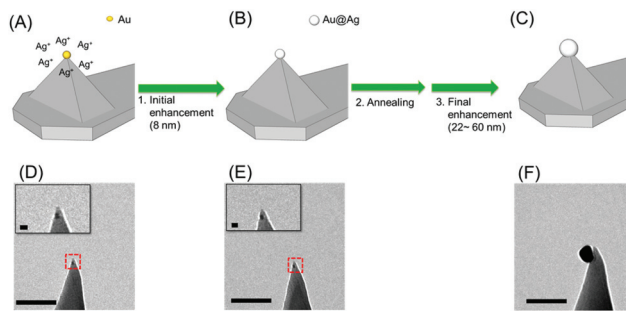 (A)
Au
(B)
Au@Ag
(C)
Ag⁺ Ag⁺ Ag⁺
Ag⁺ Ag⁺ Ag⁺
1. Initial
enhancement
(8 nm)
2. Annealing
3. Final
enhancement
(22~ 60 nm)
(D)
(E)
(F)